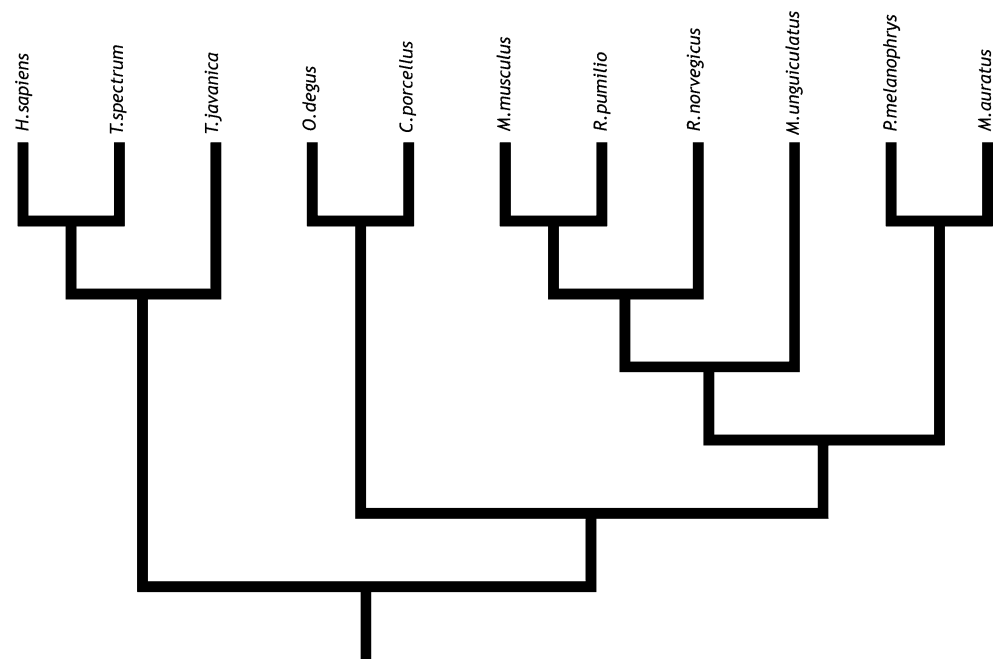 H.sapiens
T.spectrum
T.javanica
O.degus
C.porcellus
M.musculus
R.pumilio
R.norvegicus
M.unguiculatus
P.melanophrys
M.auratus